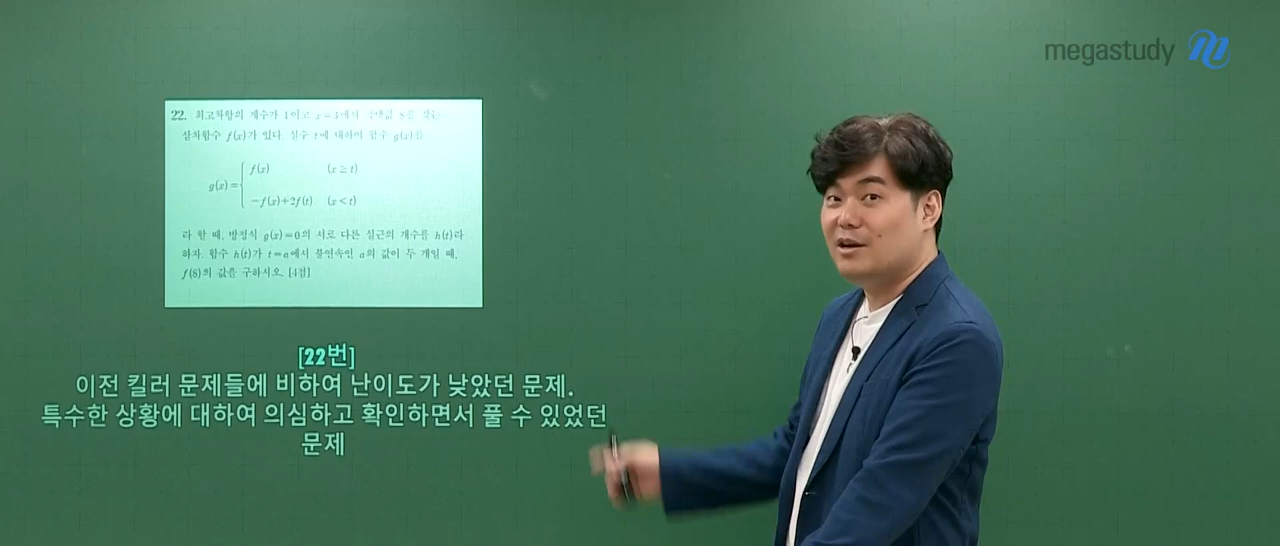 megastudy
22. 최고차항의 계수가 1이고 x=3에서 극댓값 8을 갖는
삼차함수 f(x)가 있다. 실수 t에 대하여 함수 g(x)를
g(x)={ f(x) (x≥t)
-f(x)+2f(t) (x<t)
라 할 때, 방정식 g(x)=0의 서로 다른 실근의 개수를 h(t)라
하자. 함수 h(t)가 t=a에서 불연속인 a의 값이 두 개일 때,
f(8)의 값을 구하시오. [4점]
[22번]
이전 킬러 문제들에 비하여 난이도가 낮았던 문제.
특수한 상황에 대하여 의심하고 확인하면서 풀 수 있었던
문제